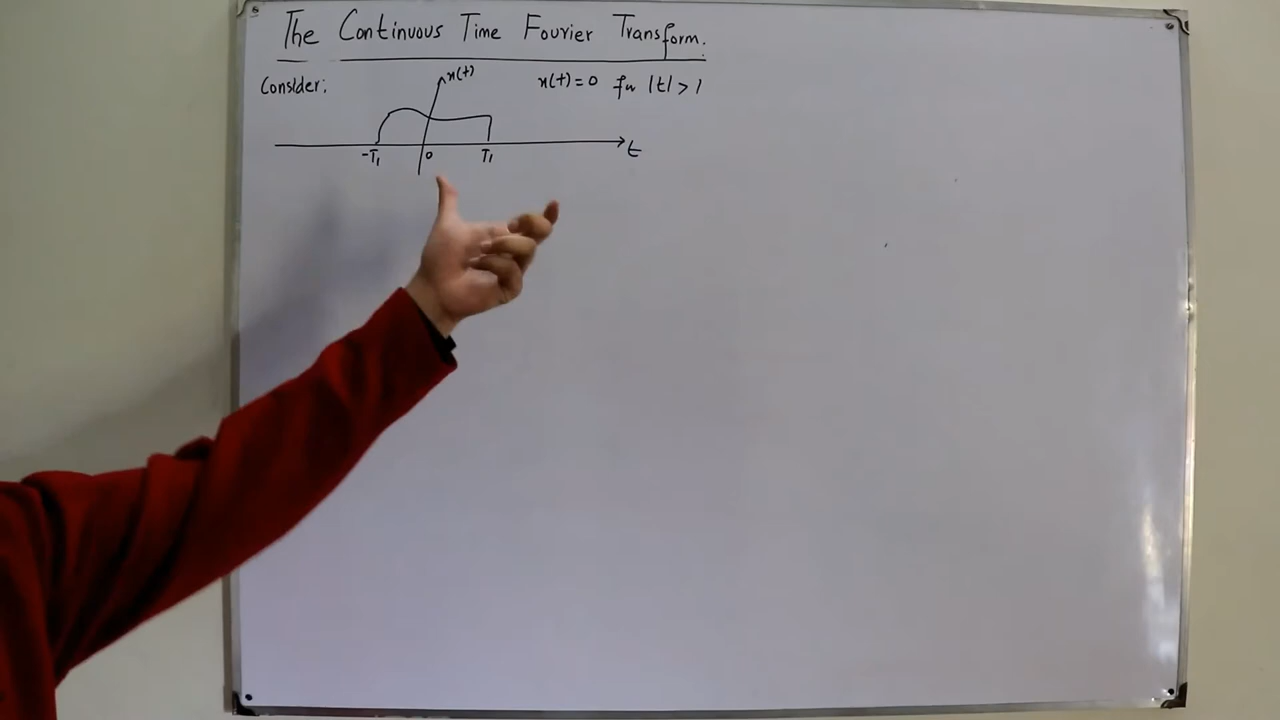 The Continuous Time Fourier Transform.
Consider:
x(t)
x(t)=0 for |t| > 1
-T₁ 0 T₁ t